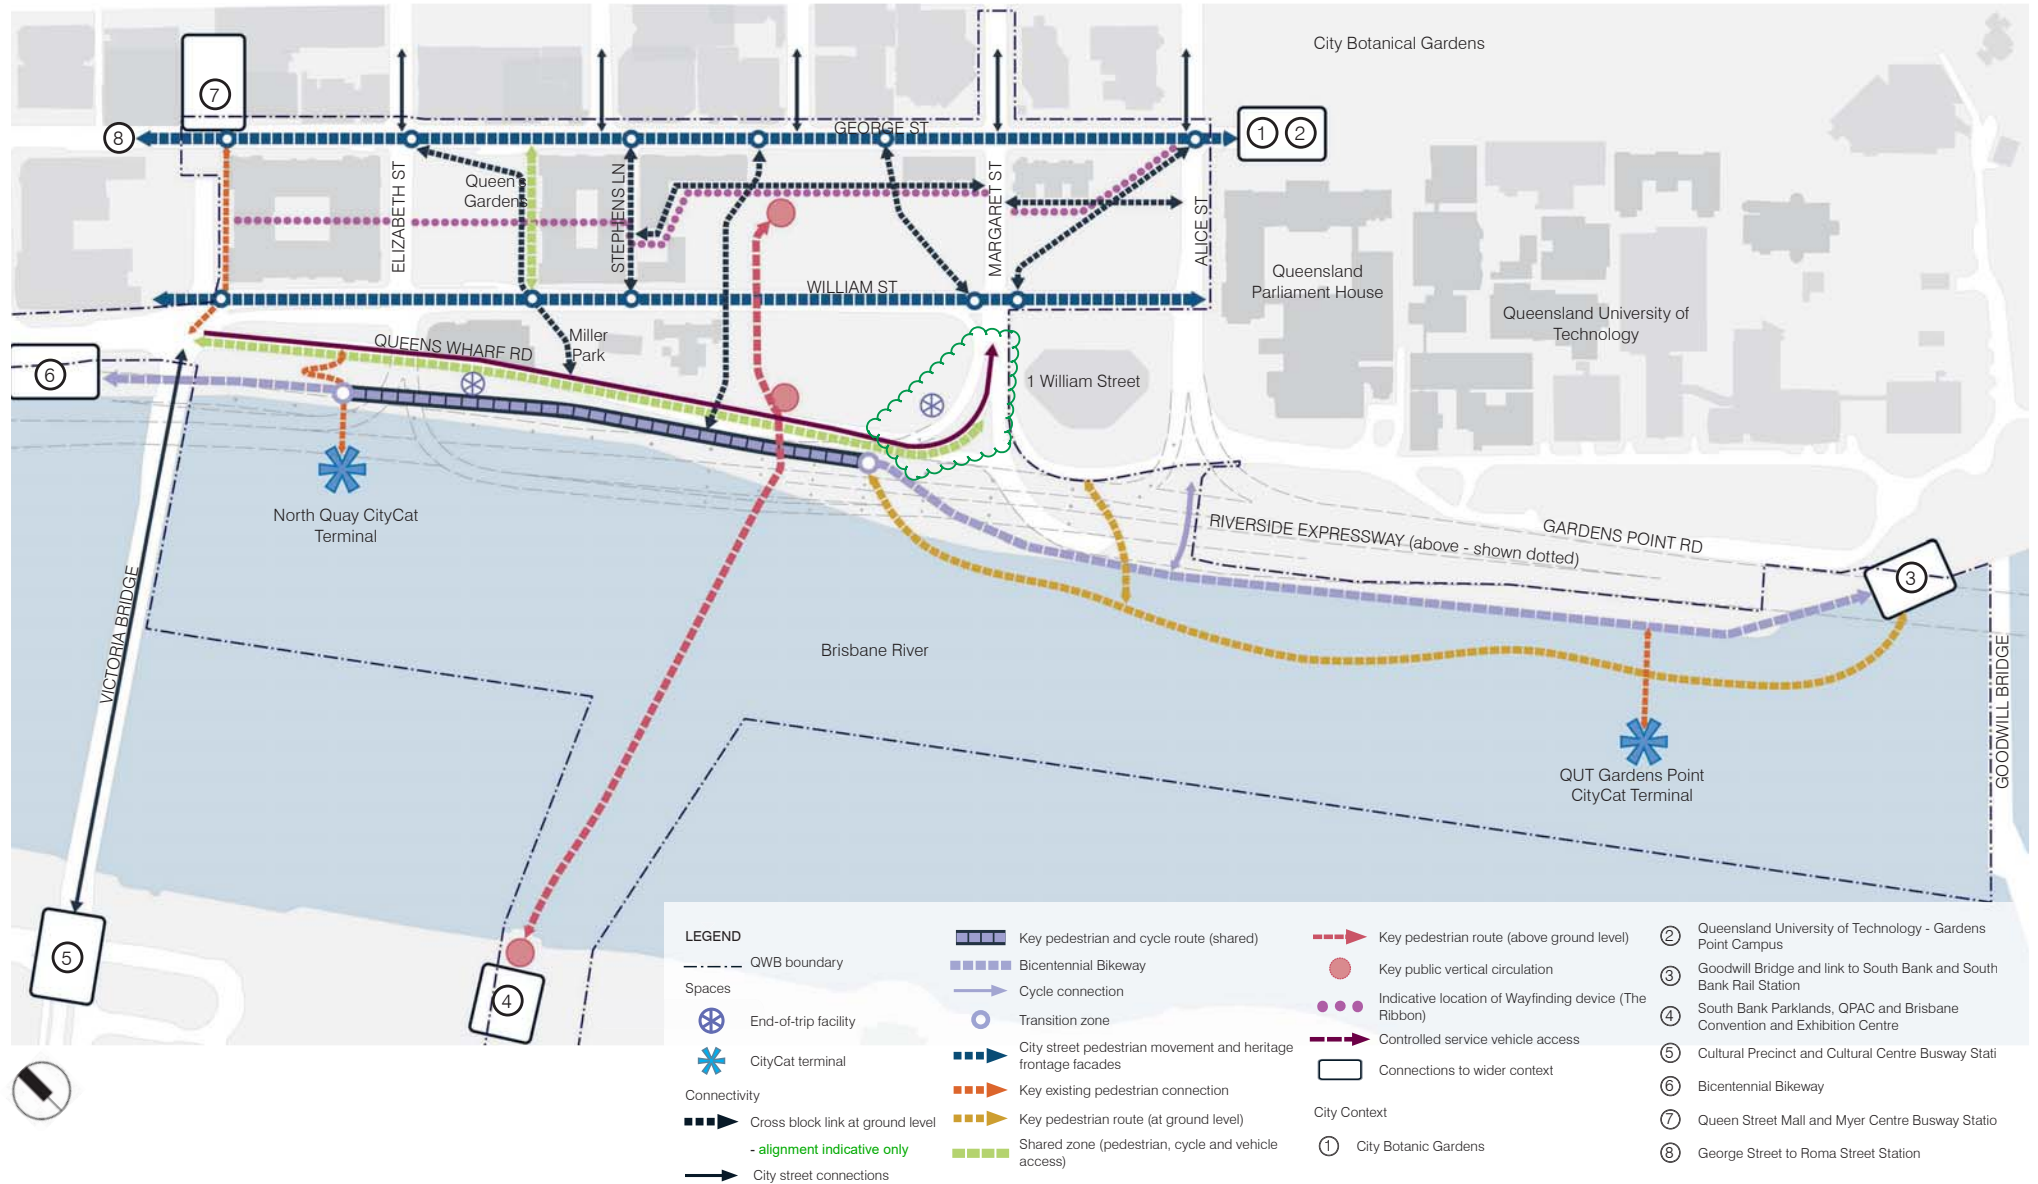 City Botanical Gardens
7
8
GEORGE ST
1 2
ELIZABETH ST
Queen's
Gardens
STEPHENS LN
MARGARET ST
ALICE ST
WILLIAM ST
Queensland
Parliament House
Queensland University of
Technology
QUEENS WHARF RD
Miller
Park
6
1 William Street
North Quay CityCat
Terminal
RIVERSIDE EXPRESSWAY (above - shown dotted)
GARDENS POINT RD
3
VICTORIA BRIDGE
Brisbane River
GOODWILL BRIDGE
QUT Gardens Point
CityCat Terminal
5
4
LEGEND
QWB boundary
Spaces
End-of-trip facility
CityCat terminal
Connectivity
Cross block link at ground level
- alignment indicative only
City street connections
Key pedestrian and cycle route (shared)
Bicentennial Bikeway
Cycle connection
Transition zone
City street pedestrian movement and heritage
frontage facades
Key existing pedestrian connection
Key pedestrian route (at ground level)
Shared zone (pedestrian, cycle and vehicle
access)
Key pedestrian route (above ground level)
Key public vertical circulation
Indicative location of Wayfinding device (The
Ribbon)
Controlled service vehicle access
Connections to wider context
City Context
1 City Botanic Gardens
2 Queensland University of Technology - Gardens
Point Campus
3 Goodwill Bridge and link to South Bank and South
Bank Rail Station
4 South Bank Parklands, QPAC and Brisbane
Convention and Exhibition Centre
5 Cultural Precinct and Cultural Centre Busway Stati
6 Bicentennial Bikeway
7 Queen Street Mall and Myer Centre Busway Statio
8 George Street to Roma Street Station